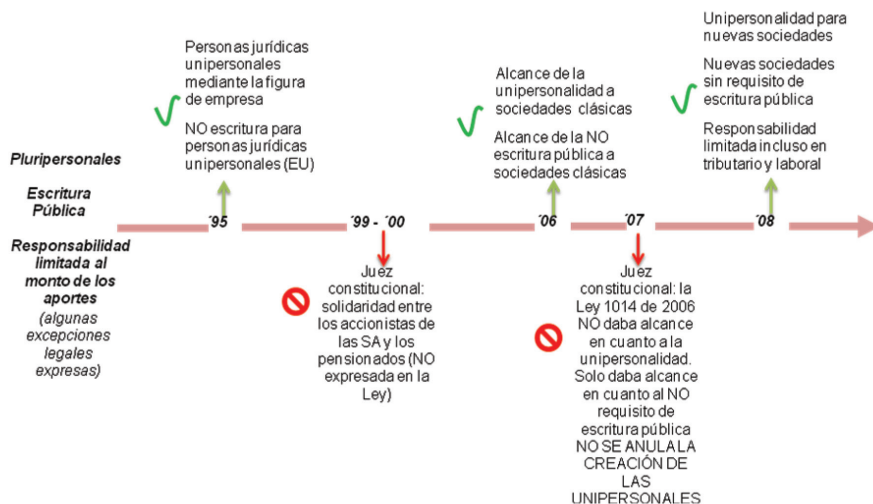 Pluripersonales
Escritura
Pública
Responsabilidad
limitada al
monto de los
aportes
(algunas
excepciones
legales
expresas)
Personas jurídicas
unipersonales
mediante la figura
de empresa
NO escritura para
personas jurídicas
unipersonales (EU)
´95
´99 - ´00
Juez
constitucional:
solidaridad entre
los accionistas de
las SA y los
pensionados (NO
expresada en la
Ley)
Alcance de la
unipersonalidad a
sociedades clásicas
Alcance de la NO
escritura pública a
sociedades clásicas
´06
´07
Juez
constitucional: la
Ley 1014 de 2006
NO daba alcance
en cuanto a la
unipersonalidad.
Solo daba alcance
en cuanto al NO
requisito de
escritura pública
NO SE ANULA LA
CREACIÓN DE
LAS
UNIPERSONALES
Unipersonalidad para
nuevas sociedades
Nuevas sociedades
sin requisito de
escritura pública
Responsabilidad
limitada incluso en
tributario y laboral
´08